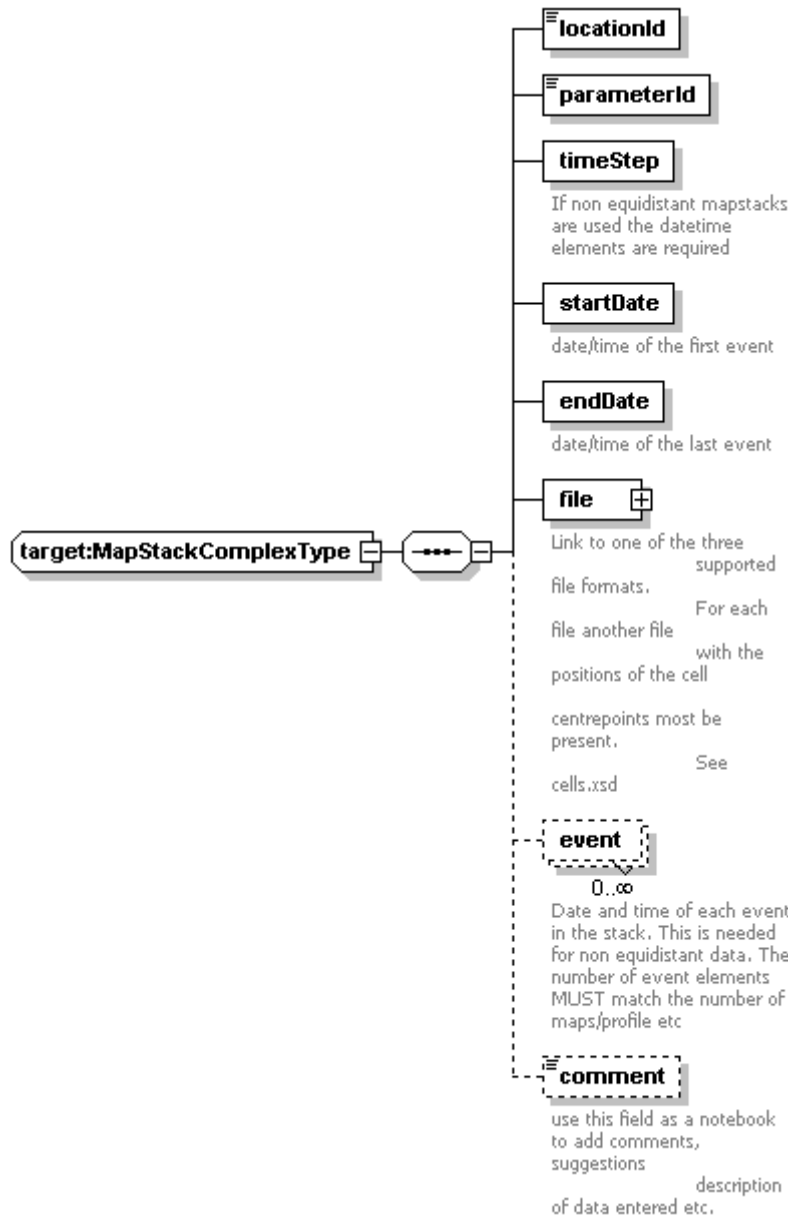 locationId
parameterId
timeStep
If non equidistant mapstacks
are used the datetime
elements are required
startDate
date/time of the first event
endDate
date/time of the last event
file
target:MapStackComplexType
Link to one of the three
supported
file formats.
For each
file another file
with the
positions of the cell
centrepoints most be
present.
See
cells.xsd
event
0..∞
Date and time of each event
in the stack. This is needed
for non equidistant data. The
number of event elements
MUST match the number of
maps/profile etc
comment
use this field as a notebook
to add comments,
suggestions
description
of data entered etc.